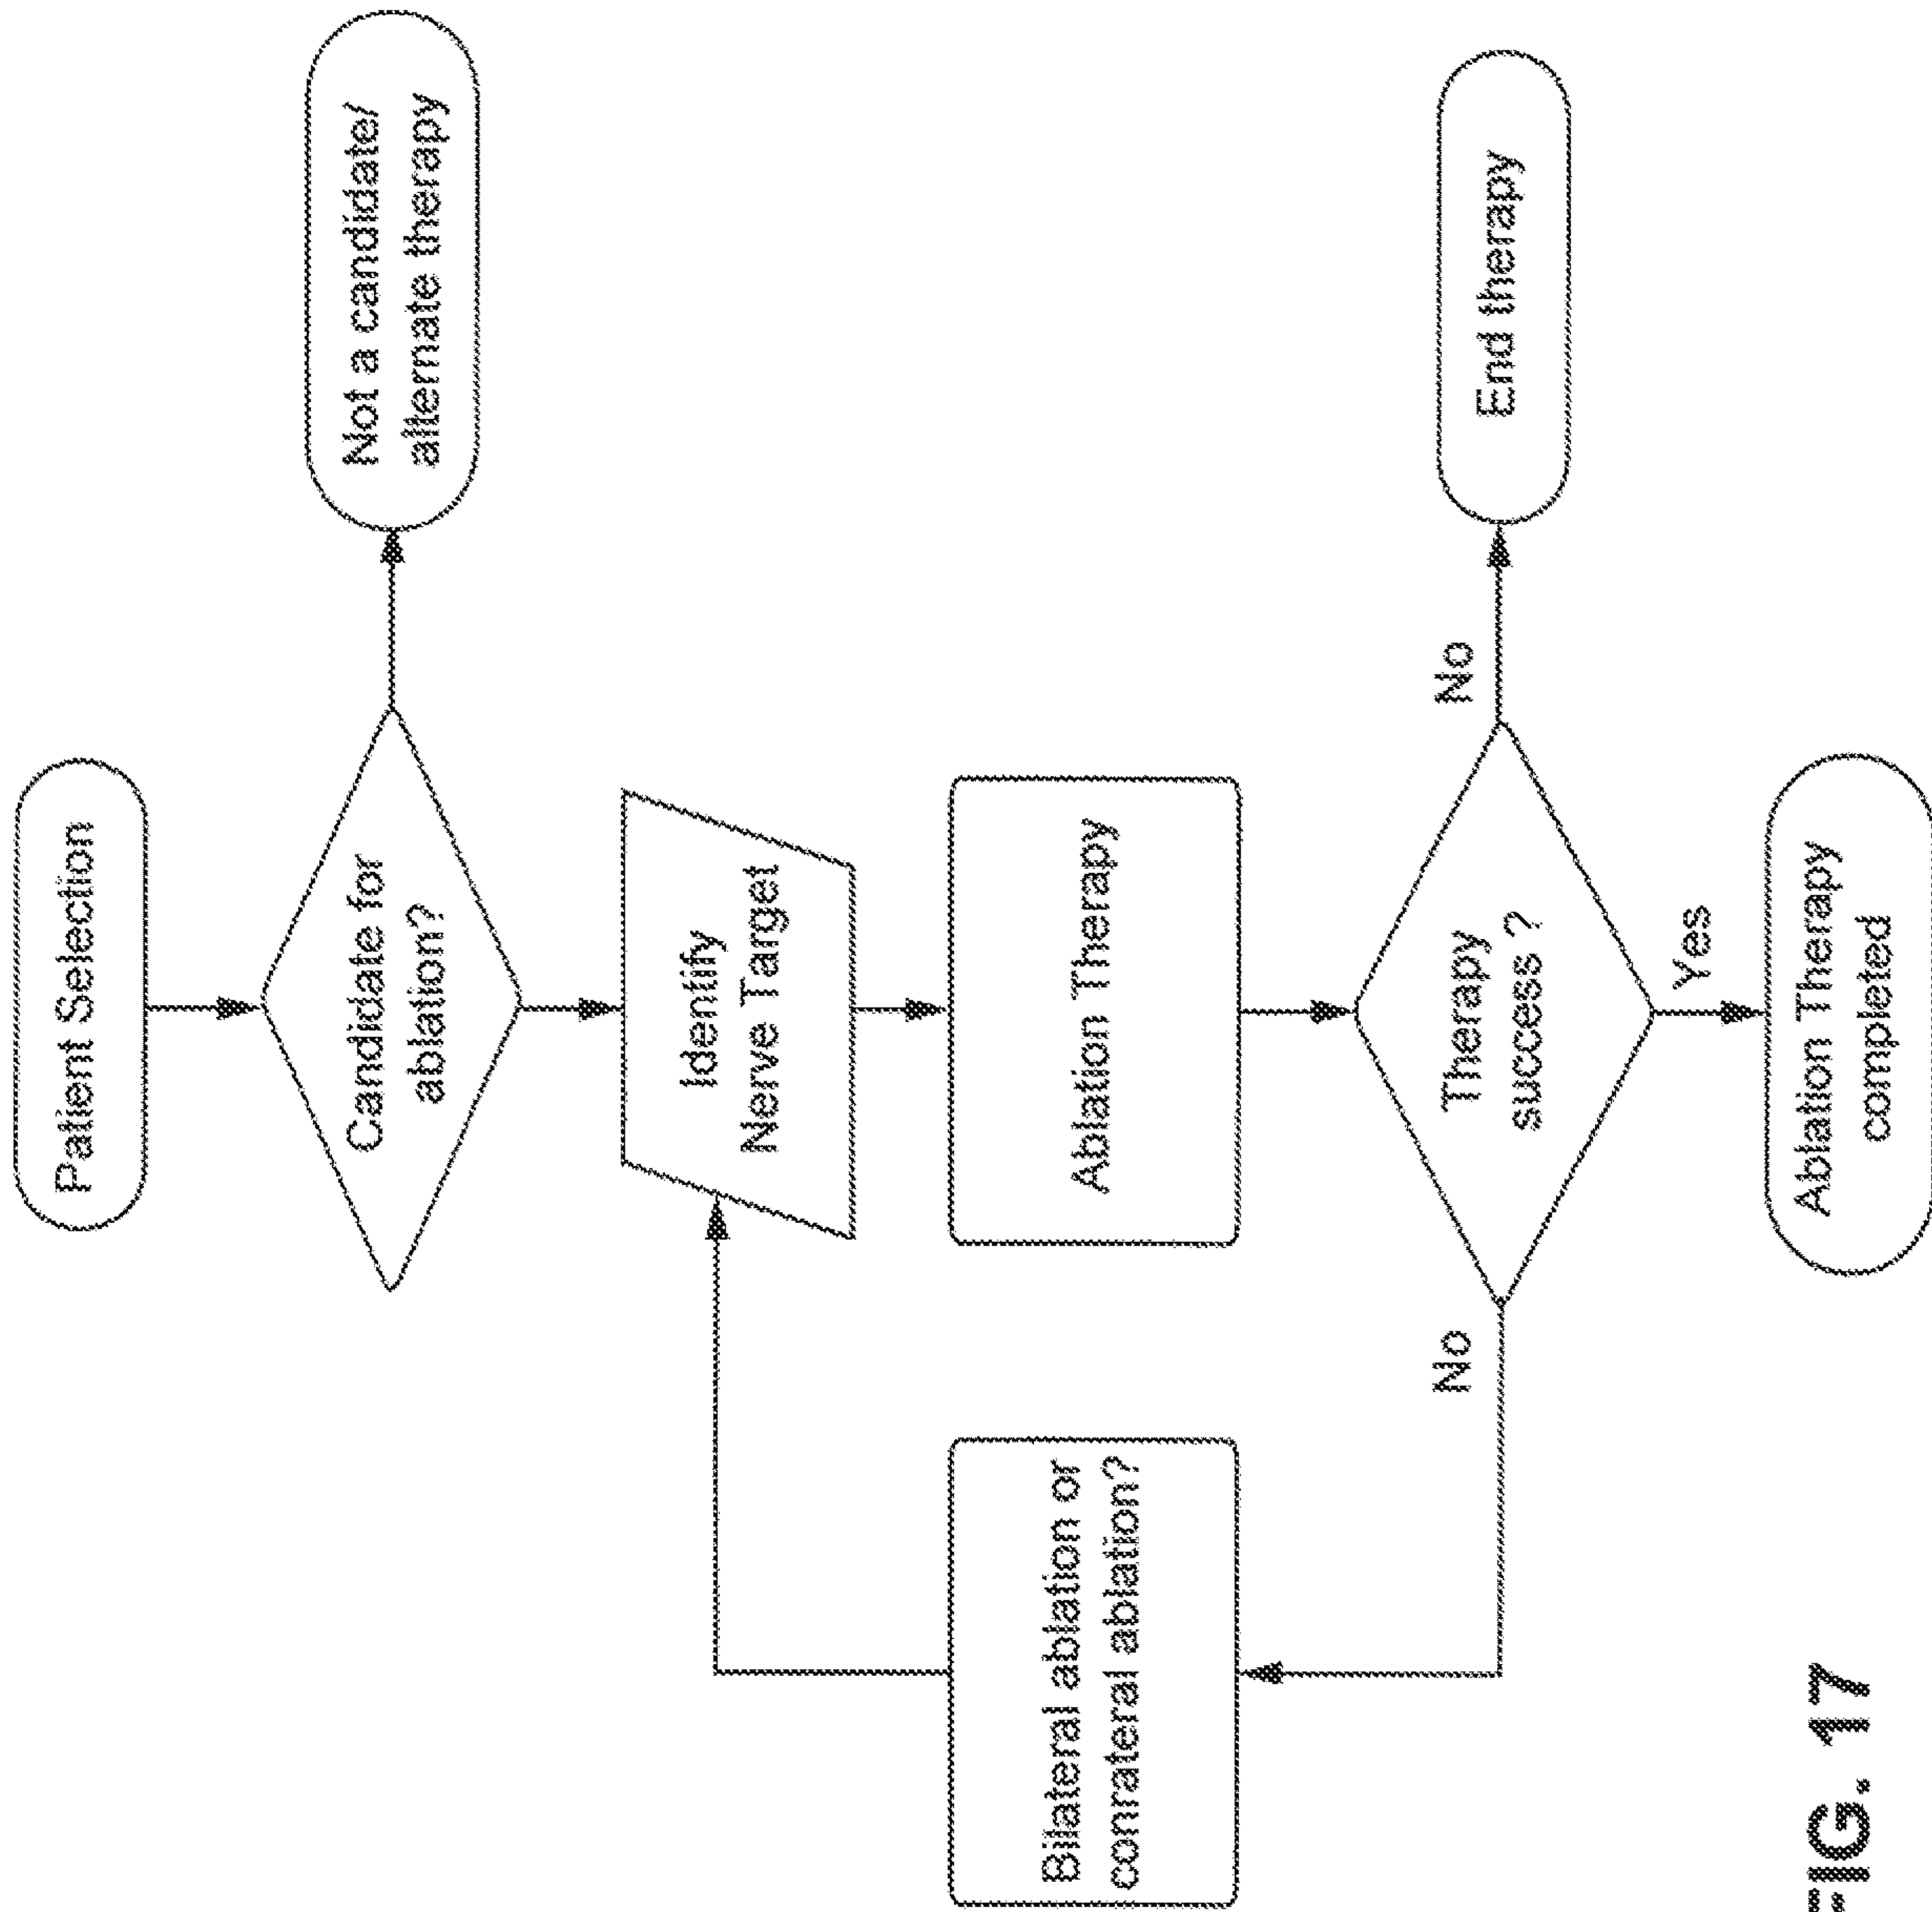 Patient Selection
Candidate for
ablation?
Not a candidate/
alternate therapy
Identify
Nerve Target
Ablation Therapy
Bilateral ablation or
conrateral ablation?
Therapy
success ?
No
No
End therapy
Yes
Ablation Therapy
completed
FIG. 17